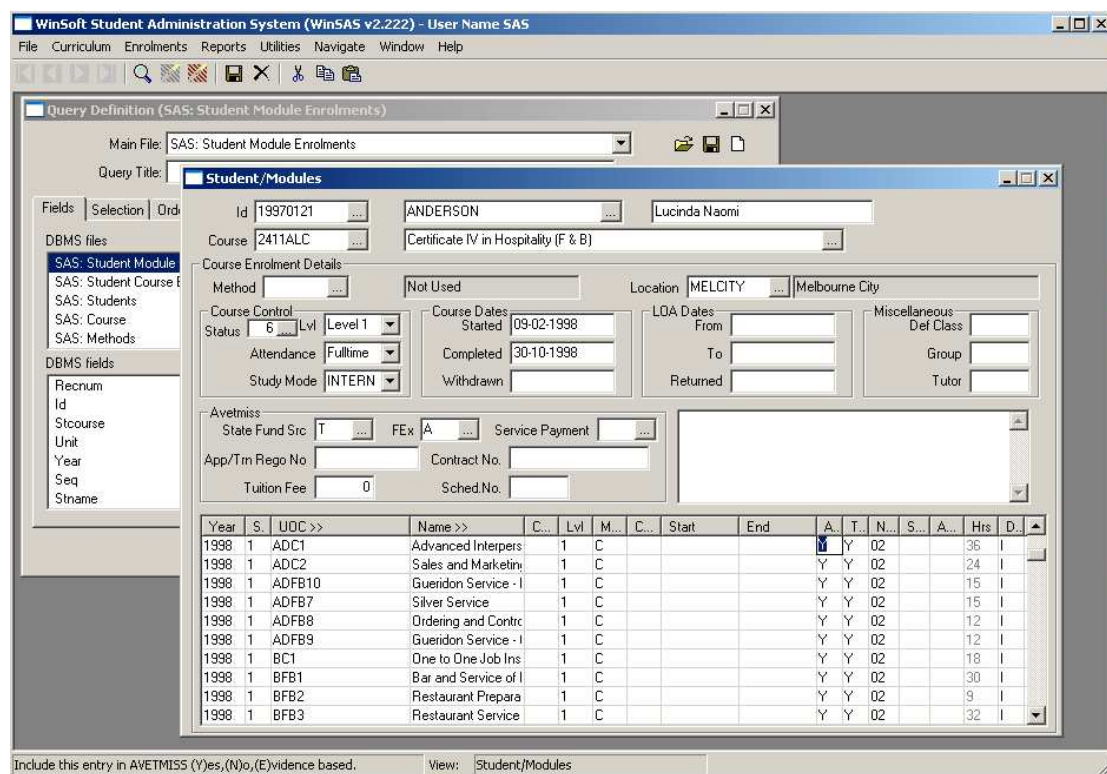 WinSoft Student Administration System (WinSAS v2.222) - User Name SAS
File Curriculum Enrolments Reports Utilities Navigate Window Help
Query Definition (SAS: Student Module Enrolments)
Main File: SAS: Student Module Enrolments
Query Title:
Fields Selection Ord
DBMS files
SAS: Student Module
SAS: Student Course E
SAS: Students
SAS: Course
SAS: Methods
DBMS fields
Recnum
Id
Stcourse
Unit
Year
Seq
Stname
Student/Modules
Id 19970121 ... ANDERSON ... Lucinda Naomi
Course 2411ALC ... Certificate IV in Hospitality (F & B) ...
Course Enrolment Details
Method ... Not Used Location MELCITY ... Melbourne City
Course Control Course Dates LOA Dates Miscellaneous
Status 6 ... Lvl Level 1 Started 09-02-1998 From Def Class
Attendance Fulltime Completed 30-10-1998 To Group
Study Mode INTERN Withdrawn Returned Tutor
Avetmiss
State Fund Src T ... FEx A ... Service Payment ...
App/Trn Rego No Contract No.
Tuition Fee 0 Sched.No.
Year S. UOC >> Name >> C... Lvl M... C... Start End A.. T.. N... S... A... Hrs D..
1998 1 ADC1 Advanced Interpers 1 C Y Y 02 36 I
1998 1 ADC2 Sales and Marketing 1 C Y Y 02 24 I
1998 1 ADFB10 Gueridon Service - I 1 C Y Y 02 15 I
1998 1 ADFB7 Silver Service 1 C Y Y 02 15 I
1998 1 ADFB8 Ordering and Contrc 1 C Y Y 02 12 I
1998 1 ADFB9 Gueridon Service - I 1 C Y Y 02 12 I
1998 1 BC1 One to One Job Ins 1 C Y Y 02 18 I
1998 1 BFB1 Bar and Service of I 1 C Y Y 02 30 I
1998 1 BFB2 Restaurant Prepara 1 C Y Y 02 9 I
1998 1 BFB3 Restaurant Service 1 C Y Y 02 32 I
Include this entry in AVETMISS (Y)es,(N)o,(E)vidence based. View: Student/Modules